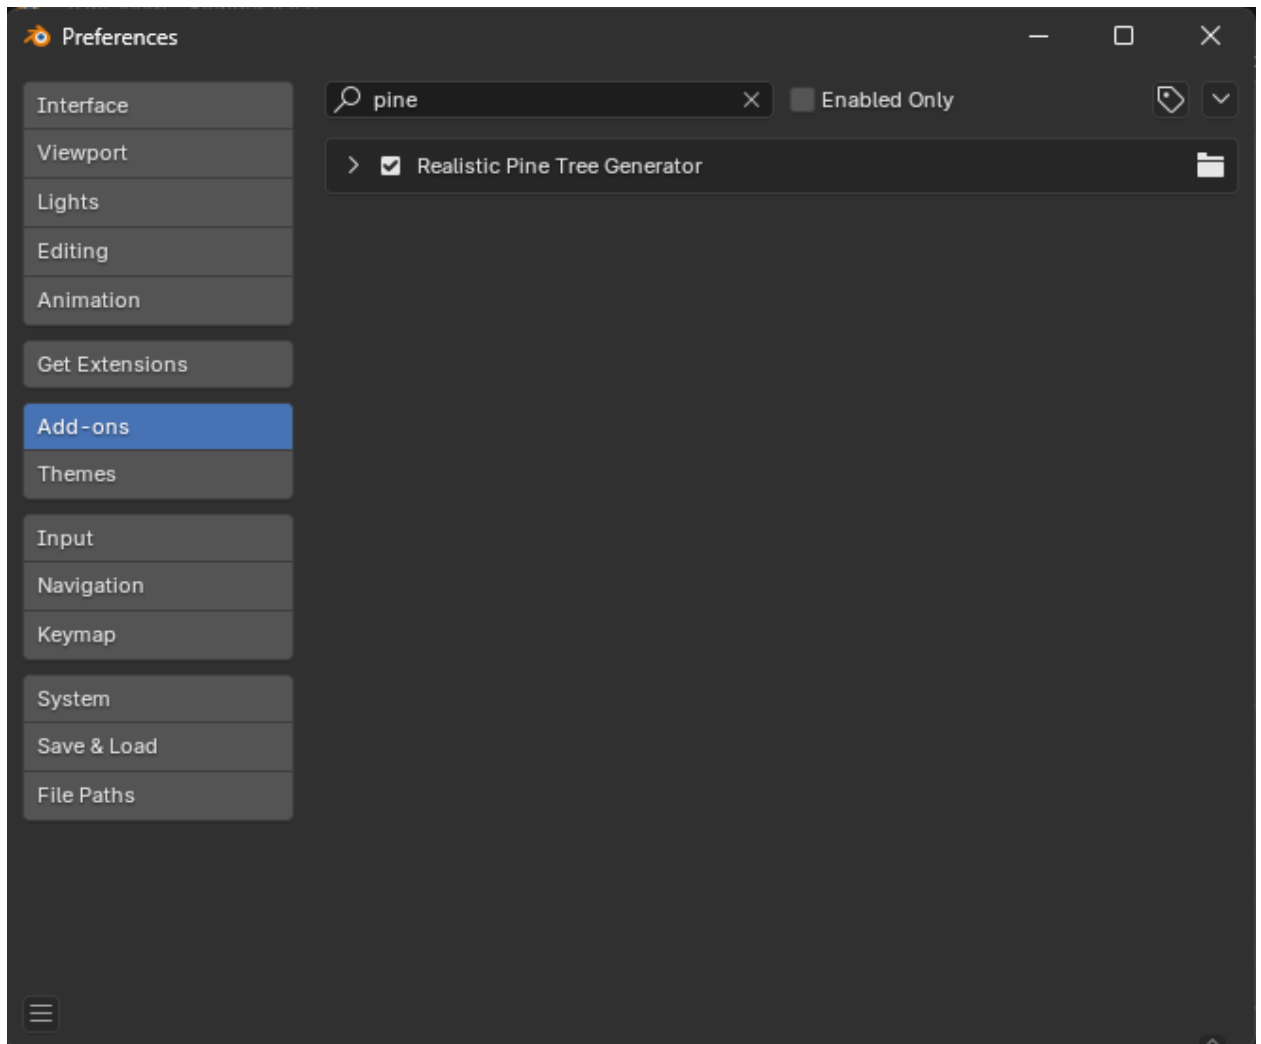 Preferences
Interface
Viewport
Lights
Editing
Animation
Get Extensions
Add-ons
Themes
Input
Navigation
Keymap
System
Save & Load
File Paths
pine
Enabled Only
Realistic Pine Tree Generator